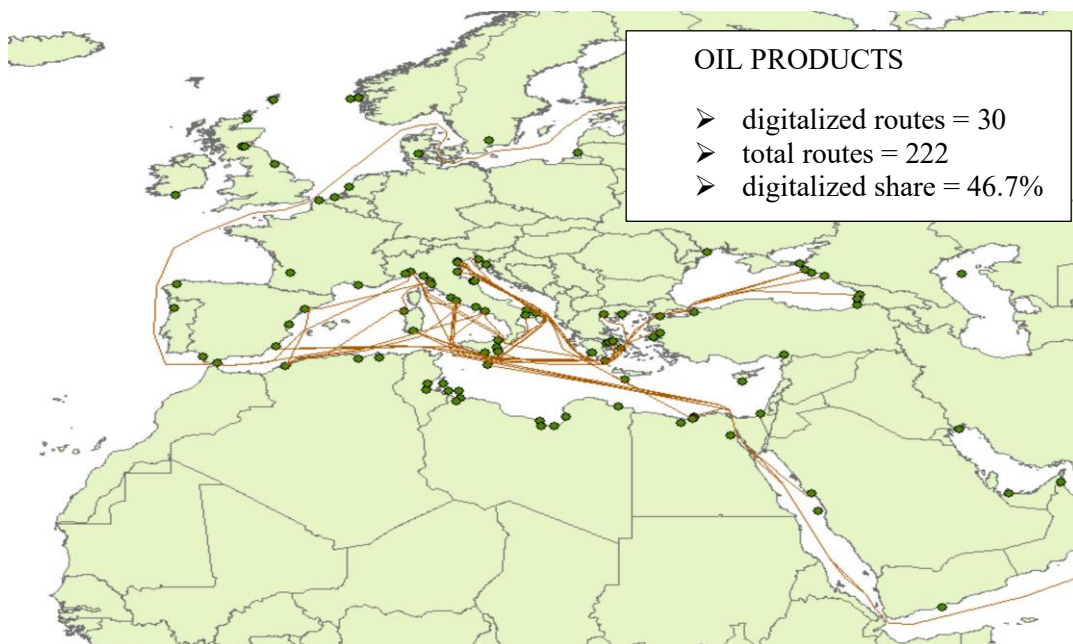 OIL PRODUCTS
➢ digitalized routes = 30
➢ total routes = 222
➢ digitalized share = 46.7%